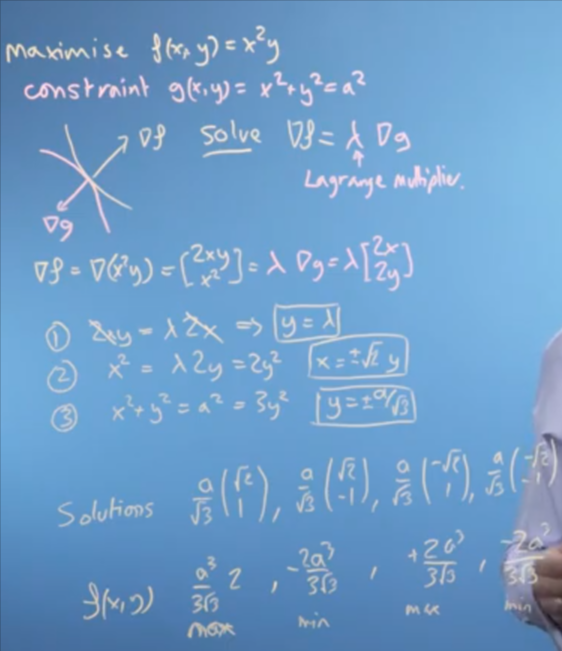 maximise f(x,y) = x²y
constraint g(x,y) = x²+y² = a²
∇f solve ∇f = λ ∇g
↑
Lagrange multiplier.
∇g
∇f = ∇(x²y) = [2xy x²] = λ ∇g = λ[2x 2y]
① 2xy = λ2x ⇒ y = λ
② x² = λ2y = 2y² x = ±√2 y
③ x²+y² = a² = 3y² y = ±a/√3
Solutions a/√3 (√2 1), a/√3 (√2 -1), a/√3 (-√2 1), a/√3 (-√2 -1)
f(x,y) a³/3√3 2, -2a³/3√3, +2a³/3√3, -2a³/3√3
max min max min